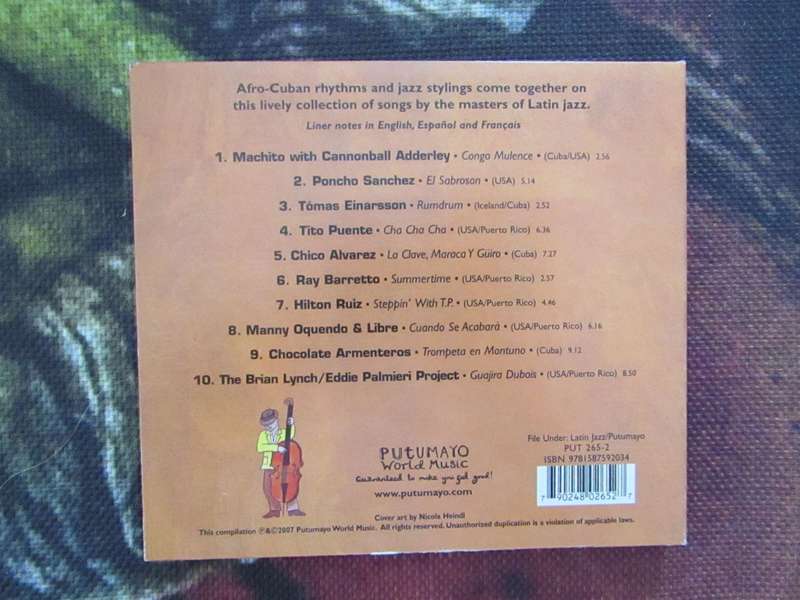 Afro-Cuban rhythms and jazz stylings come together on
this lively collection of songs by the masters of Latin jazz.
Liner notes in English, Español and Français
1. Machito with Cannonball Adderley • Congo Mulence • (Cuba/USA) 2.56
2. Poncho Sanchez • El Sabroson • (USA) 5.14
3. Tómas Einarsson • Rumdrum • (Iceland/Cuba) 2.52
4. Tito Puente • Cha Cha Cha • (USA/Puerto Rico) 6.36
5. Chico Alvarez • La Clave, Maraca Y Guiro • (Cuba) 7.27
6. Ray Barretto • Summertime • (USA/Puerto Rico) 2.57
7. Hilton Ruiz • Steppin' With T.P. • (USA/Puerto Rico) 4.46
8. Manny Oquendo & Libre • Cuando Se Acabará • (USA/Puerto Rico) 6.16
9. Chocolate Armenteros • Trompeta en Montuno • (Cuba) 9.12
10. The Brian Lynch/Eddie Palmieri Project • Guajira Dubois • (USA/Puerto Rico) 8.50
PUTUMAYO
World Music
Guaranteed to make you feel good!
www.putumayo.com
File Under: Latin Jazz/Putumayo
PUT 265-2
ISBN 9781587592034
7 90248 02652 7
Cover art by Nicola Heindl
This compilation ℗&©2007 Putumayo World Music. All rights reserved. Unauthorized duplication is a violation of applicable laws.